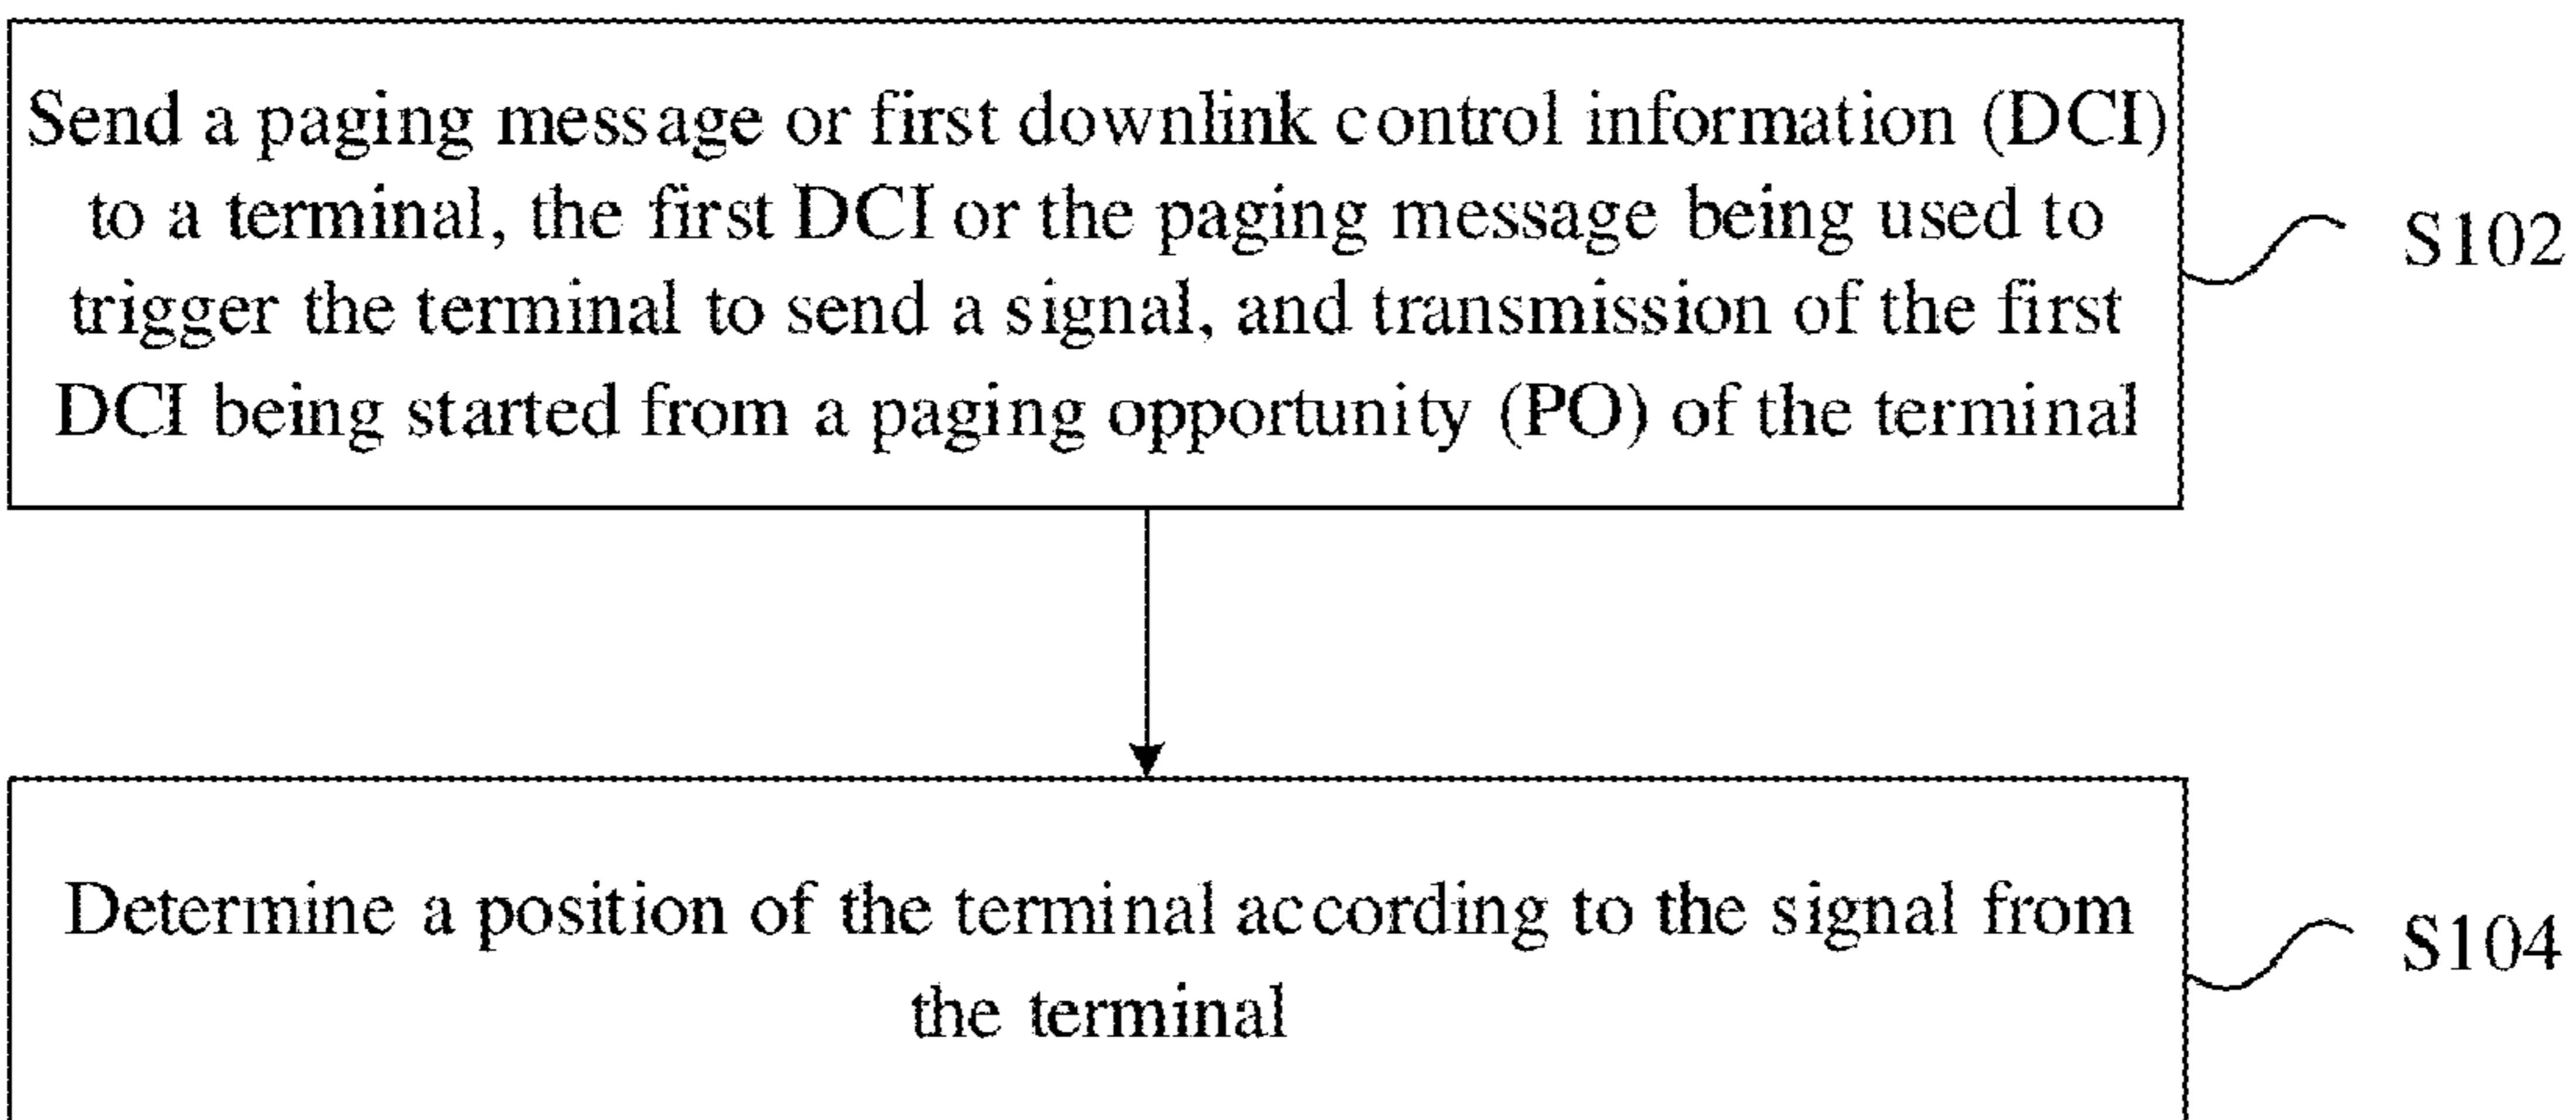 Send a paging message or first downlink control information (DCI)
to a terminal, the first DCI or the paging message being used to
trigger the terminal to send a signal, and transmission of the first
DCI being started from a paging opportunity (PO) of the terminal
S102
Determine a position of the terminal according to the signal from
the terminal
S104